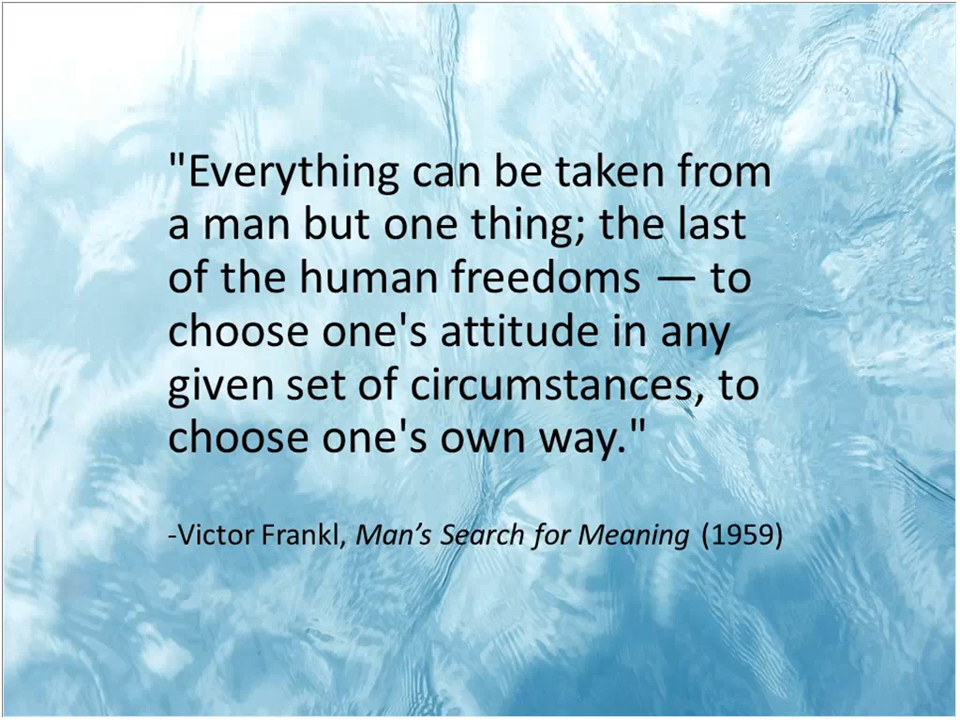 "Everything can be taken from
a man but one thing; the last
of the human freedoms — to
choose one's attitude in any
given set of circumstances, to
choose one's own way."
-Victor Frankl, Man’s Search for Meaning (1959)